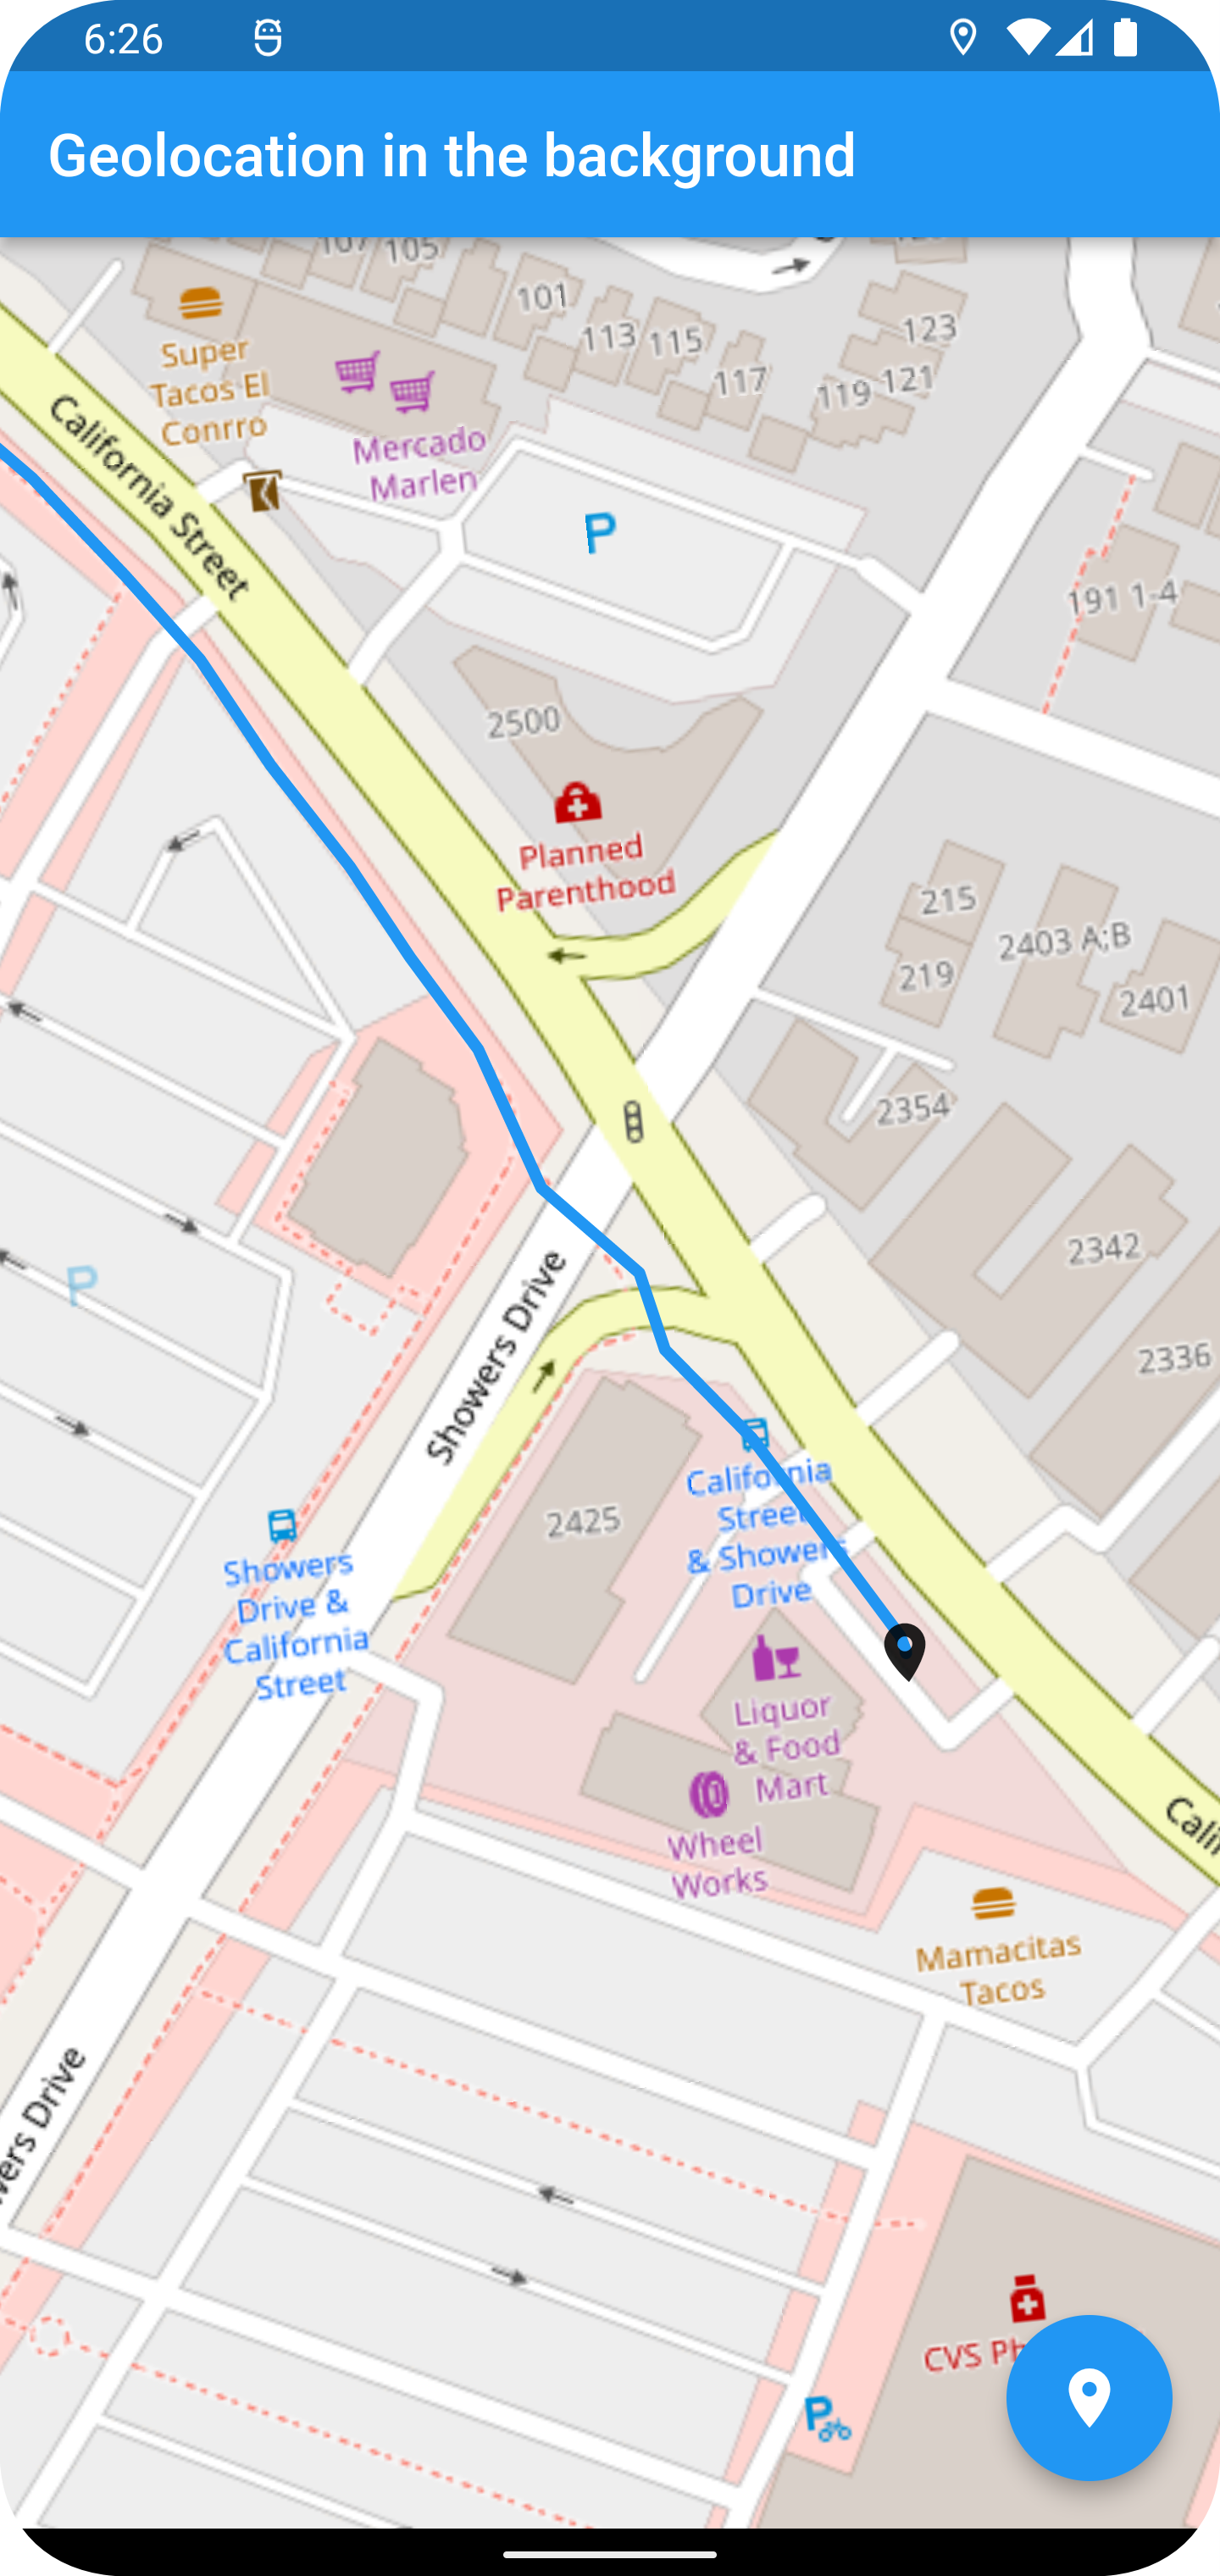 6:26
Geolocation in the background
107
105
101
113
115
117
119
121
123
Super
Tacos El
Conrro
Mercado
Marlen
California Street
P
191 1-4
2500
Planned
Parenthood
215
219
2403 A;B
2401
2354
2342
2336
P
Showers Drive
2425
California
Street
& Showers
Drive
Showers
Drive &
California
Street
Liquor
& Food
Mart
Wheel
Works
Calif
Mamacitas
Tacos
wers Drive
CVS Ph
P